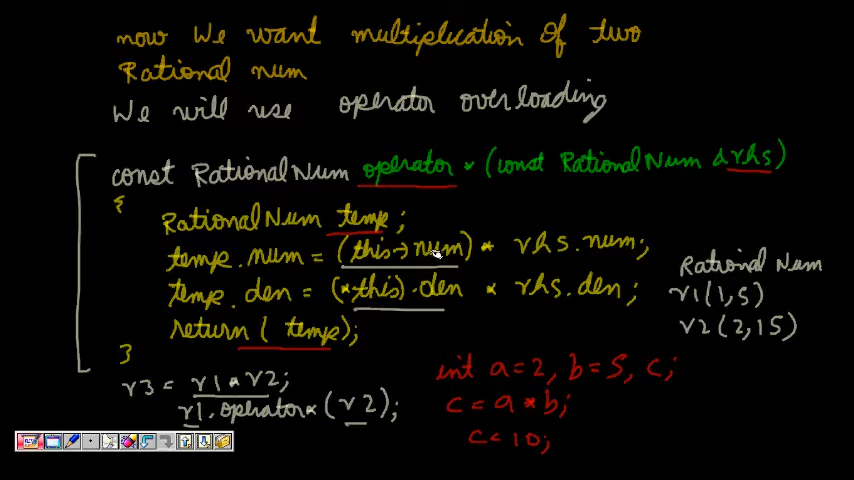 now We want multiplication of two
Rational num
We will use operator overloading
const RationalNum operator * (const RationalNum &rhs)
{
RationalNum temp;
temp.num = (this->num) * rhs.num;
temp.den = (*this).den * rhs.den;
return ( temp);
}
Rational Num
r1(1,5)
r2(2,15)
r3 = r1 * r2;
r1.operator*(r2);
int a=2, b=5, c;
c = a * b;
c = 10;